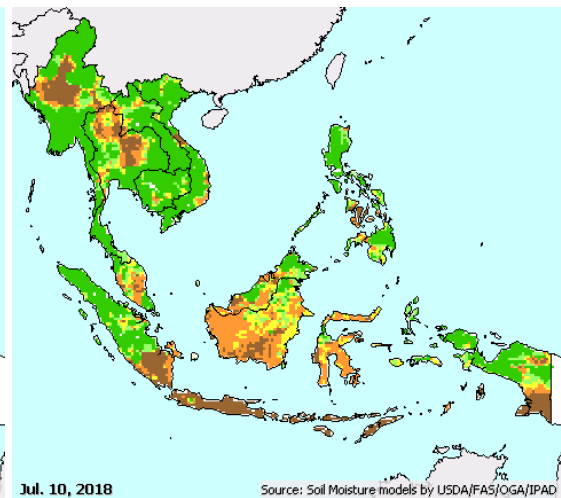 Jul. 10, 2018
Source: Soil Moisture models by USDA/FAS/OGA/IPAD